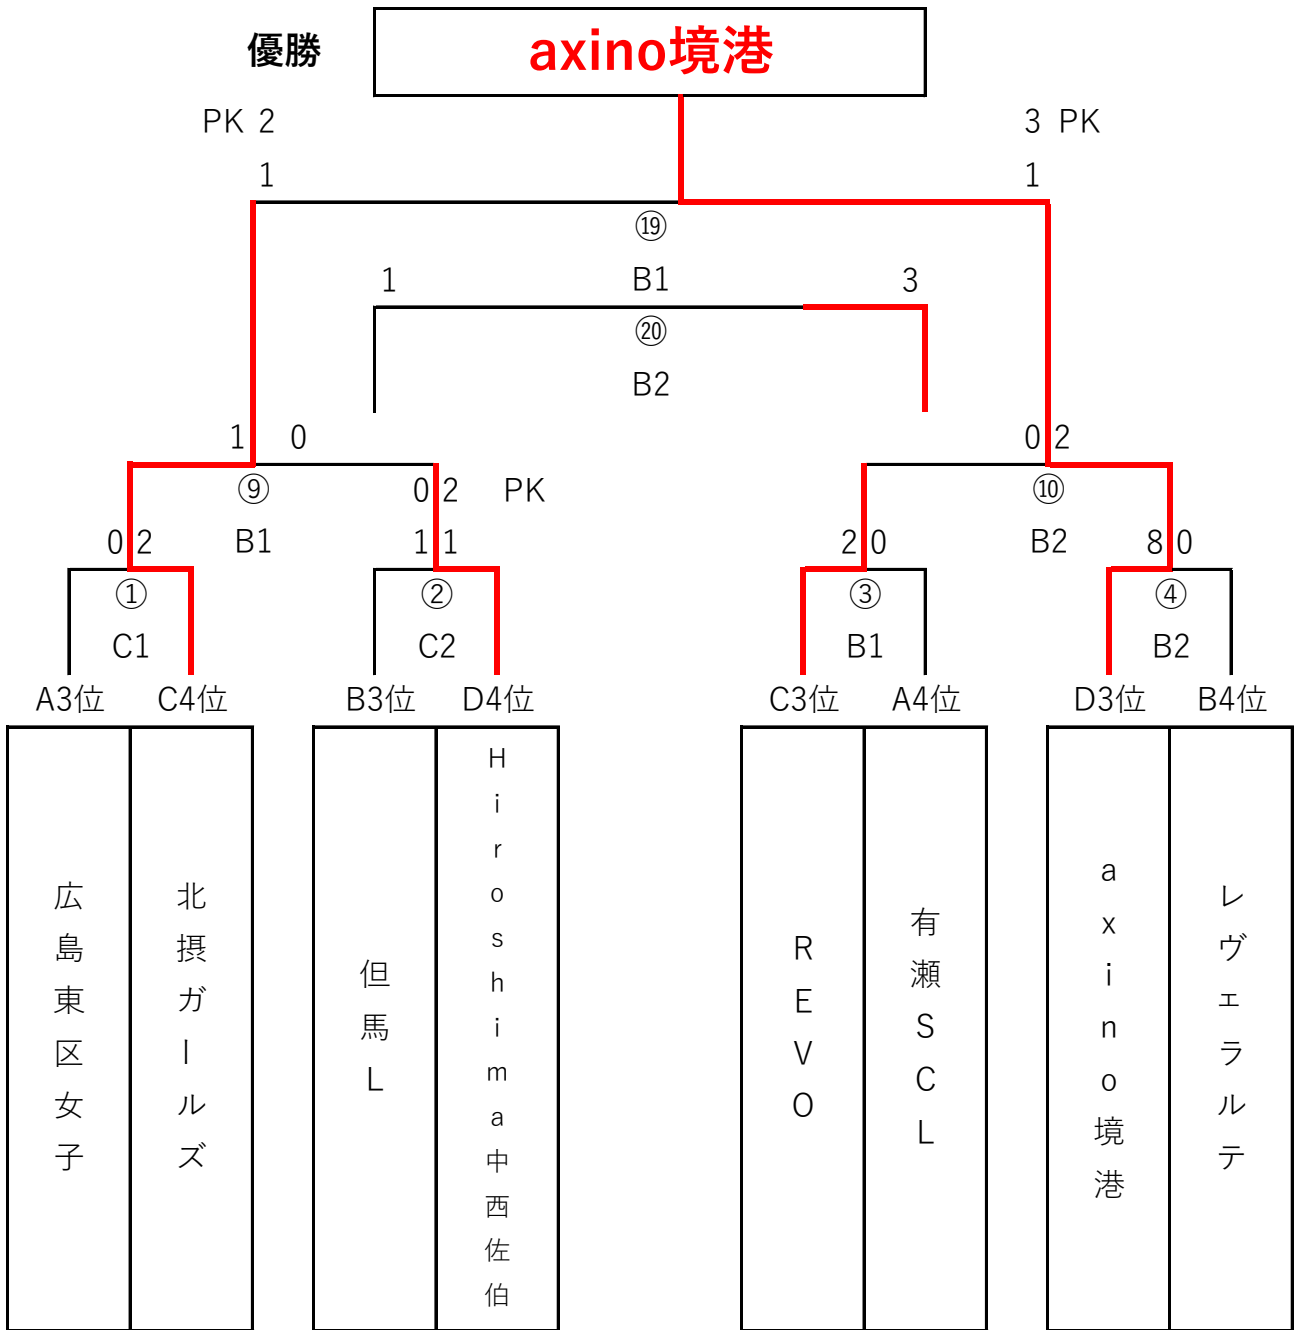 優勝 axino境港
PK 2 3 PK
1 1
⑲
1 B1 3
⑳
B2
1 0 0 2
⑨ 0 2 PK ⑩
0 2 B1 1 1 2 0 B2 8 0
① ② ③ ④
C1 C2 B1 B2
A3位 C4位 B3位 D4位 C3位 A4位 D3位 B4位
広島東区女子
北摂ガールズ
但馬L
Hiroshima中西佐伯
REVO
有瀬SCL
axino境港
レヴェラルテ